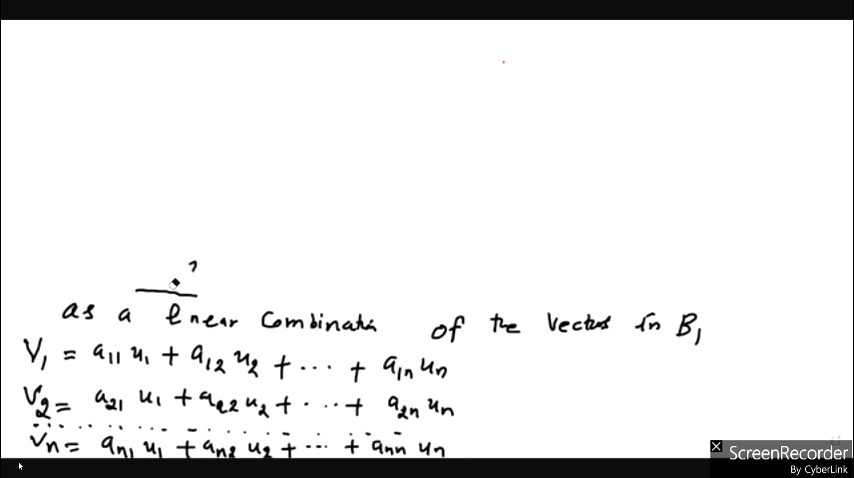 ?
as a linear Combinatn of the Vectors in B₁
V₁ = a₁₁ u₁ + a₁₂ u₂ + ... + a₁ₙ uₙ
V₂ = a₂₁ u₁ + a₂₂ u₂ + ... + a₂ₙ uₙ
................
Vₙ = aₙ₁ u₁ + aₙ₂ u₂ + ... + aₙₙ uₙ
ScreenRecorder
By CyberLink